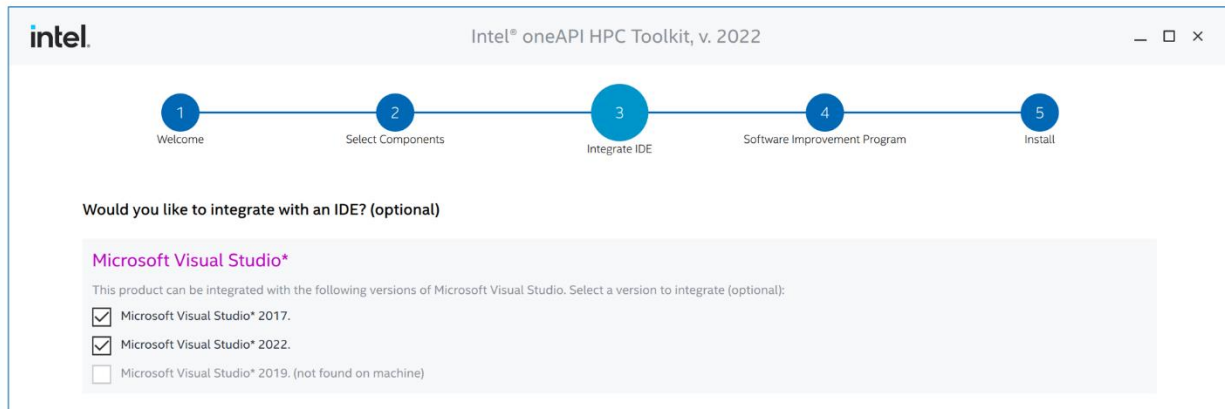 intel.
Intel® oneAPI HPC Toolkit, v. 2022
1
2
3
4
5
Welcome
Select Components
Integrate IDE
Software Improvement Program
Install
Would you like to integrate with an IDE? (optional)
Microsoft Visual Studio*
This product can be integrated with the following versions of Microsoft Visual Studio. Select a version to integrate (optional):
Microsoft Visual Studio* 2017.
Microsoft Visual Studio* 2022.
Microsoft Visual Studio* 2019. (not found on machine)